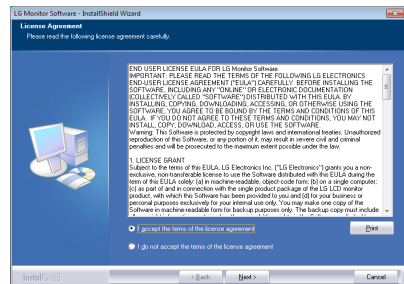 LG Monitor Software - InstallShield Wizard
License Agreement
Please read the following license agreement carefully.
END USER LICENSE EULA FOR LG Monitor Software
IMPORTANT: PLEASE READ THE TERMS OF THE FOLLOWING LG ELECTRONICS
END-USER LICENSE AGREEMENT ("EULA") CAREFULLY. BEFORE INSTALLING THE
SOFTWARE, INCLUDING ANY "ONLINE" OR ELECTRONIC DOCUMENTATION
(COLLECTIVELY CALLED "SOFTWARE") DISTRIBUTED WITH THIS EULA. BY
INSTALLING, COPYING, DOWNLOADING, ACCESSING, OR OTHERWISE USING THE
SOFTWARE, YOU AGREE TO BE BOUND BY THE TERMS AND CONDITIONS OF THIS
EULA. IF YOU DO NOT AGREE TO THESE TERMS AND CONDITIONS, YOU MAY NOT
INSTALL, COPY, DOWNLOAD, ACCESS, OR USE THE SOFTWARE.
Warning: This Software is protected by copyright laws and international treaties. Unauthorized
reproduction of this Software, or any portion of it, may result in severe civil and criminal
penalties and will be prosecuted to the maximum extent possible under the law.
1. LICENSE GRANT
Subject to the terms of this EULA, LG Electronics Inc. ("LG Electronics") grants you a non-
exclusive, non-transferable license to use the Software distributed with this EULA during the
term of this EULA solely: (a) in machine-readable, object-code form; (b) on a single computer;
(c) as part of and in connection with the single product package of the LG LCD monitor
product, with which this Software has been provided to you and (d) for your business or
personal purposes exclusively for your internal use only. You may make one copy of the
Software in machine-readable form for backup purposes only. The backup copy must include
I accept the terms of the license agreement
Print
I do not accept the terms of the license agreement
InstallShield
< Back
Next >
Cancel